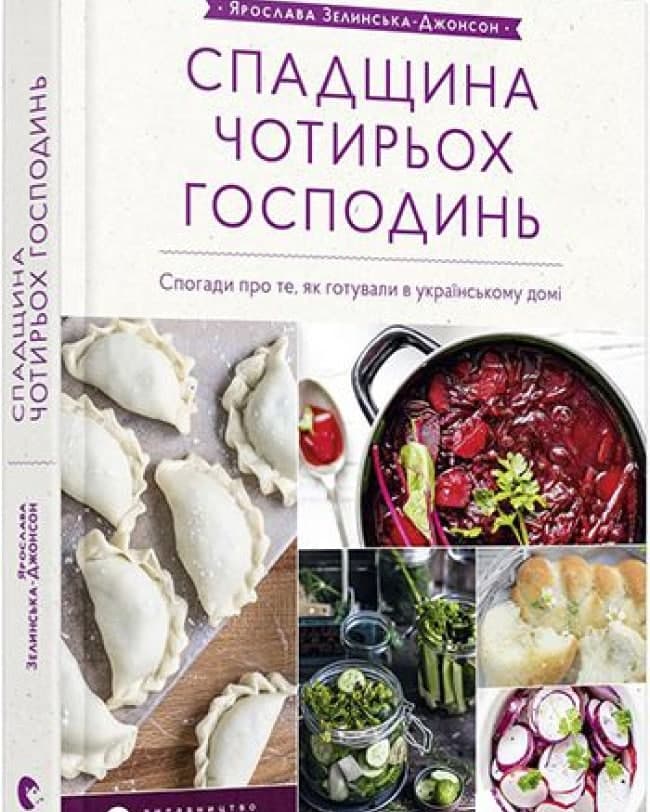 Ярослава Зелинська-Джонсон
СПАДЩИНА
ЧОТИРЬОХ
ГОСПОДИНЬ
Спогади про те, як готували в українському домі
СПАДЩИНА
ЧОТИРЬОХ ГОСПОДИНЬ
Ярослава
Зелинська-Джонсон